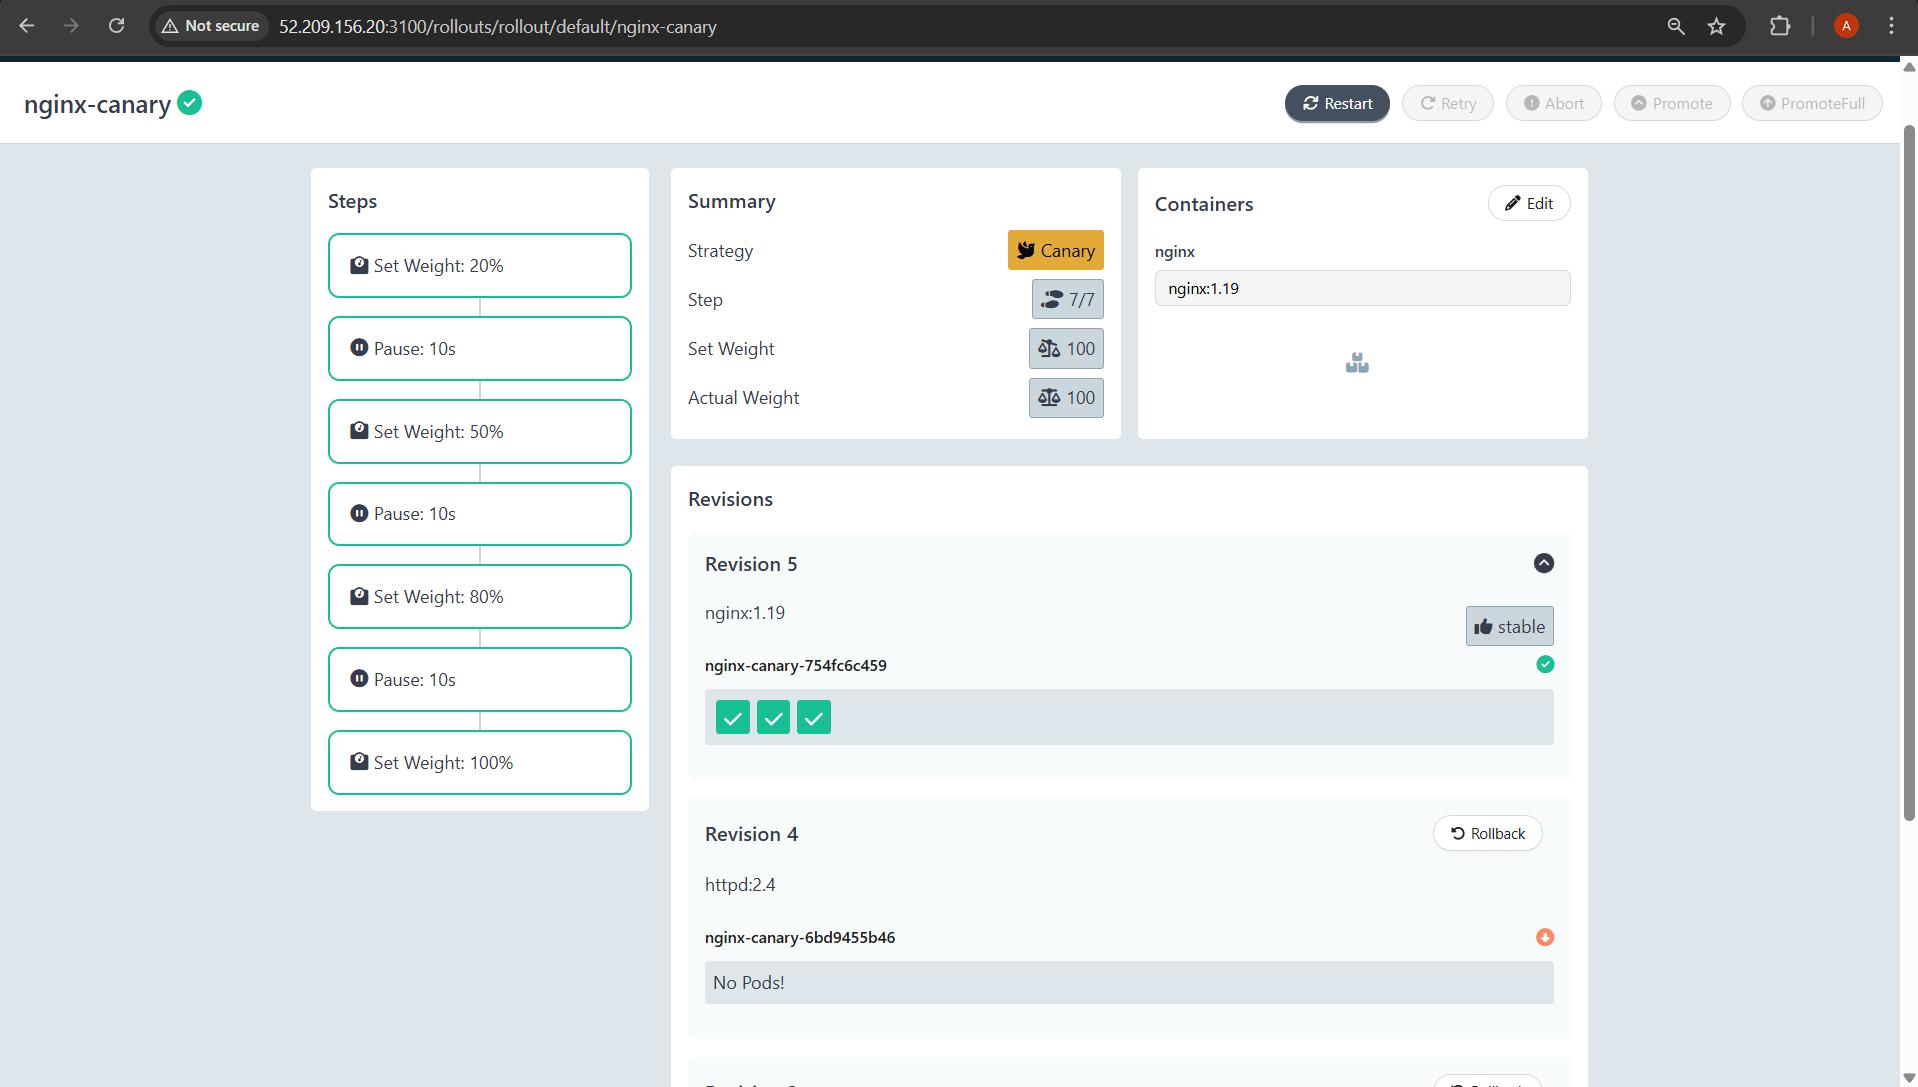 Not secure
52.209.156.20:3100/rollouts/rollout/default/nginx-canary
A
nginx-canary
Restart
Retry
Abort
Promote
PromoteFull
Steps
Set Weight: 20%
Pause: 10s
Set Weight: 50%
Pause: 10s
Set Weight: 80%
Pause: 10s
Set Weight: 100%
Summary
Strategy
Canary
Step
7/7
Set Weight
100
Actual Weight
100
Containers
Edit
nginx
nginx:1.19
Revisions
Revision 5
nginx:1.19
stable
nginx-canary-754fc6c459
Revision 4
Rollback
httpd:2.4
nginx-canary-6bd9455b46
No Pods!